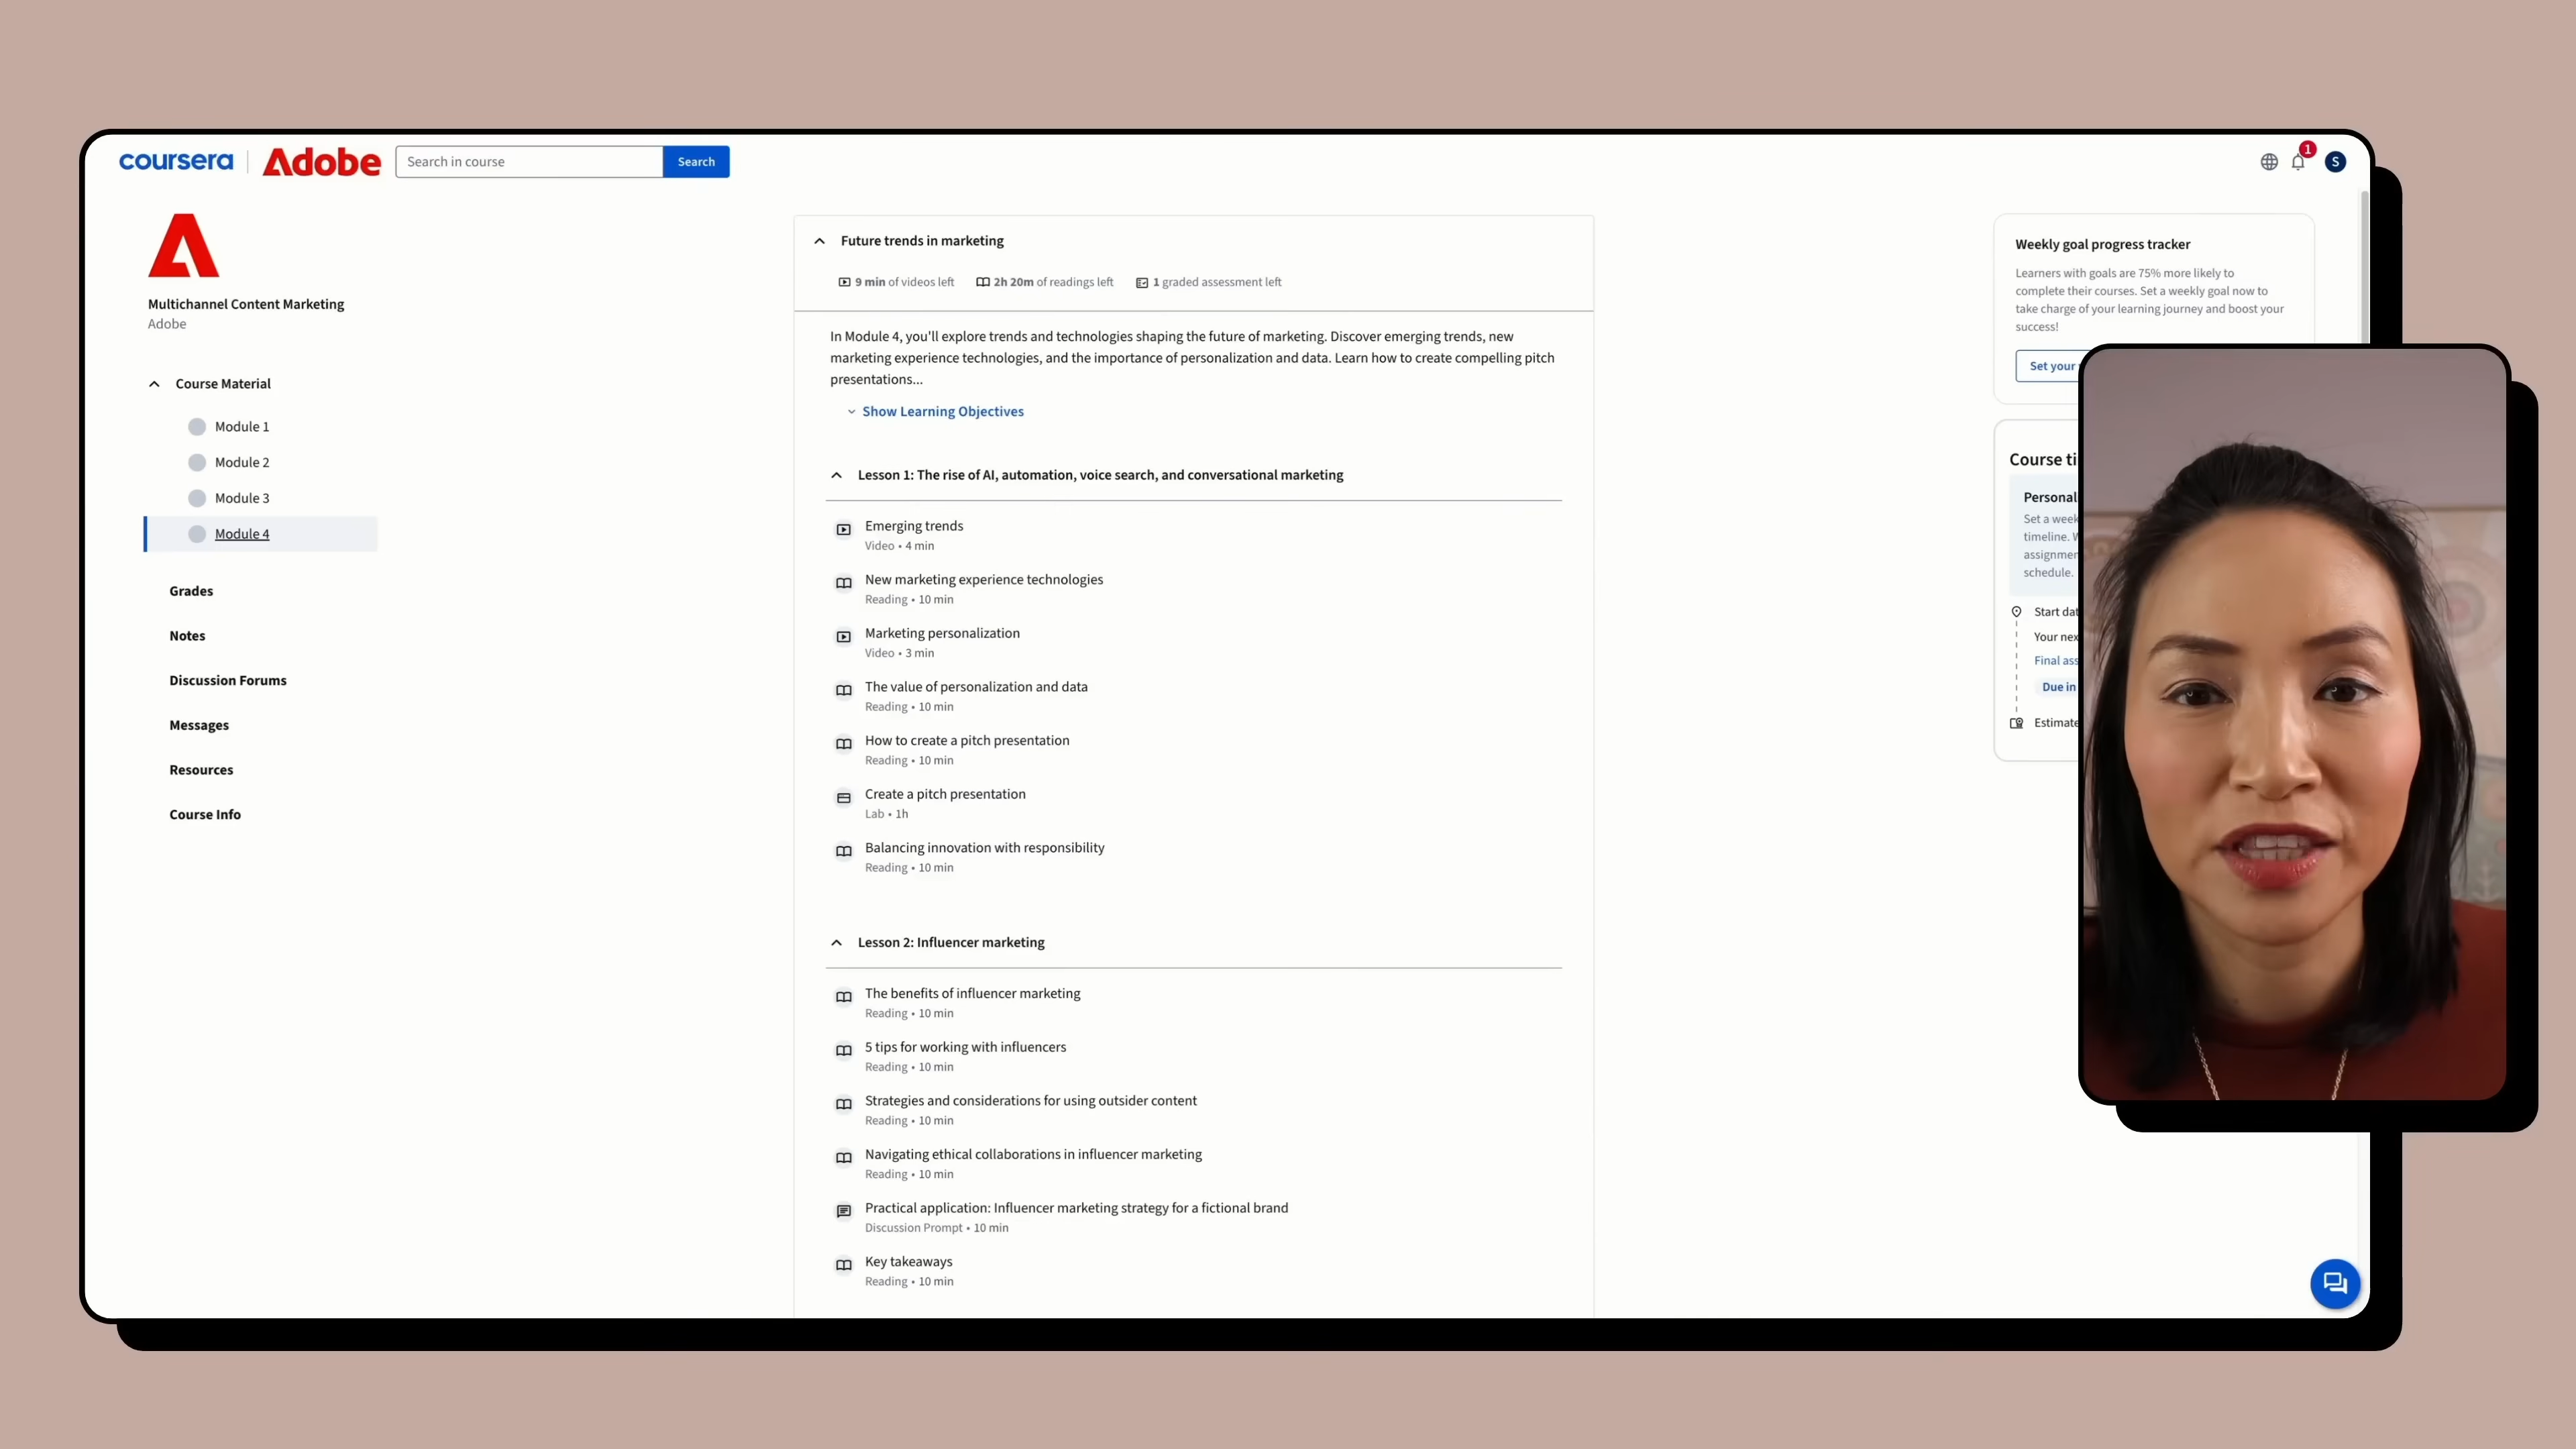 coursera
Adobe
Search in course
Search
1
S
Multichannel Content Marketing
Adobe
Course Material
Module 1
Module 2
Module 3
Module 4
Grades
Notes
Discussion Forums
Messages
Resources
Course Info
Future trends in marketing
9 min of videos left
2h 20m of readings left
1 graded assessment left
In Module 4, you'll explore trends and technologies shaping the future of marketing. Discover emerging trends, new
marketing experience technologies, and the importance of personalization and data. Learn how to create compelling pitch
presentations...
Show Learning Objectives
Lesson 1: The rise of AI, automation, voice search, and conversational marketing
Emerging trends
Video • 4 min
New marketing experience technologies
Reading • 10 min
Marketing personalization
Video • 3 min
The value of personalization and data
Reading • 10 min
How to create a pitch presentation
Reading • 10 min
Create a pitch presentation
Lab • 1h
Balancing innovation with responsibility
Reading • 10 min
Lesson 2: Influencer marketing
The benefits of influencer marketing
Reading • 10 min
5 tips for working with influencers
Reading • 10 min
Strategies and considerations for using outsider content
Reading • 10 min
Navigating ethical collaborations in influencer marketing
Reading • 10 min
Practical application: Influencer marketing strategy for a fictional brand
Discussion Prompt • 10 min
Key takeaways
Reading • 10 min
Weekly goal progress tracker
Learners with goals are 75% more likely to
complete their courses. Set a weekly goal now to
take charge of your learning journey and boost your
success!
Set your
Course
Set a
timeline.
schedule.
Start
Your
Final
Due in